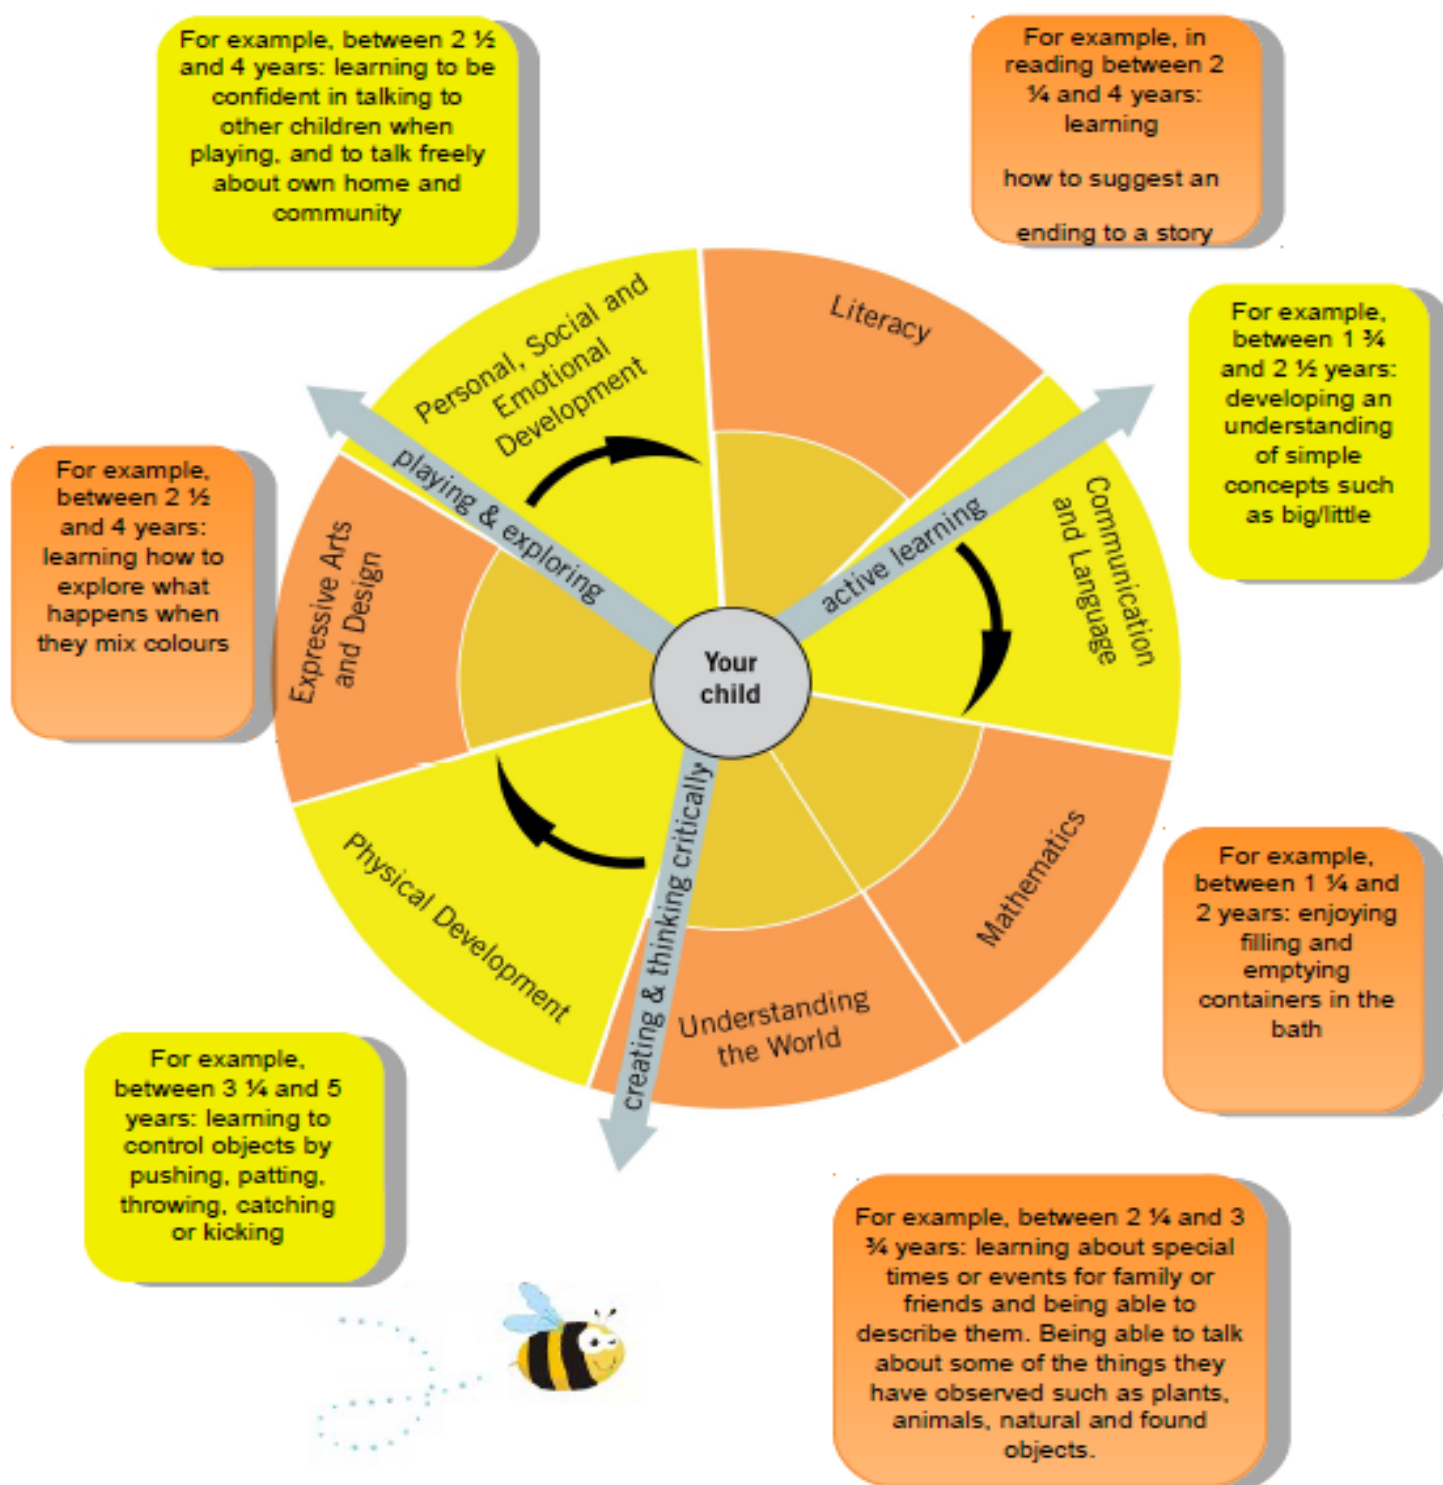 For example, between 2 ½
and 4 years: learning to be
confident in talking to
other children when
playing, and to talk freely
about own home and
community
For example, in
reading between 2
¼ and 4 years:
learning
how to suggest an
ending to a story
For example,
between 1 ¾
and 2 ½ years:
developing an
understanding
of simple
concepts such
as big/little
For example,
between 2 ½
and 4 years:
learning how to
explore what
happens when
they mix colours
Personal, Social and
Emotional
Development
Literacy
Communication
and Language
Expressive Arts
and Design
playing & exploring
active learning
Your
child
creating & thinking critically
Physical Development
Mathematics
Understanding
the World
For example,
between 1 ¼ and
2 years: enjoying
filling and
emptying
containers in the
bath
For example,
between 3 ¼ and 5
years: learning to
control objects by
pushing, patting,
throwing, catching
or kicking
For example, between 2 ¼ and 3
¾ years: learning about special
times or events for family or
friends and being able to
describe them. Being able to talk
about some of the things they
have observed such as plants,
animals, natural and found
objects.